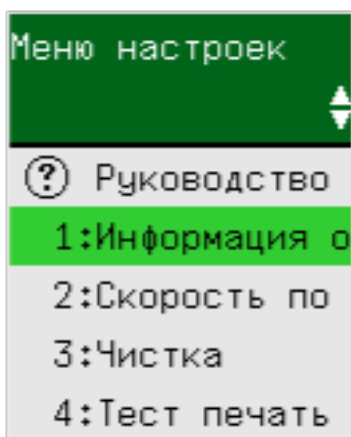 Меню настроек
? Руководство
1:Информация о
2:Скорость по
3:Чистка
4:Тест печать